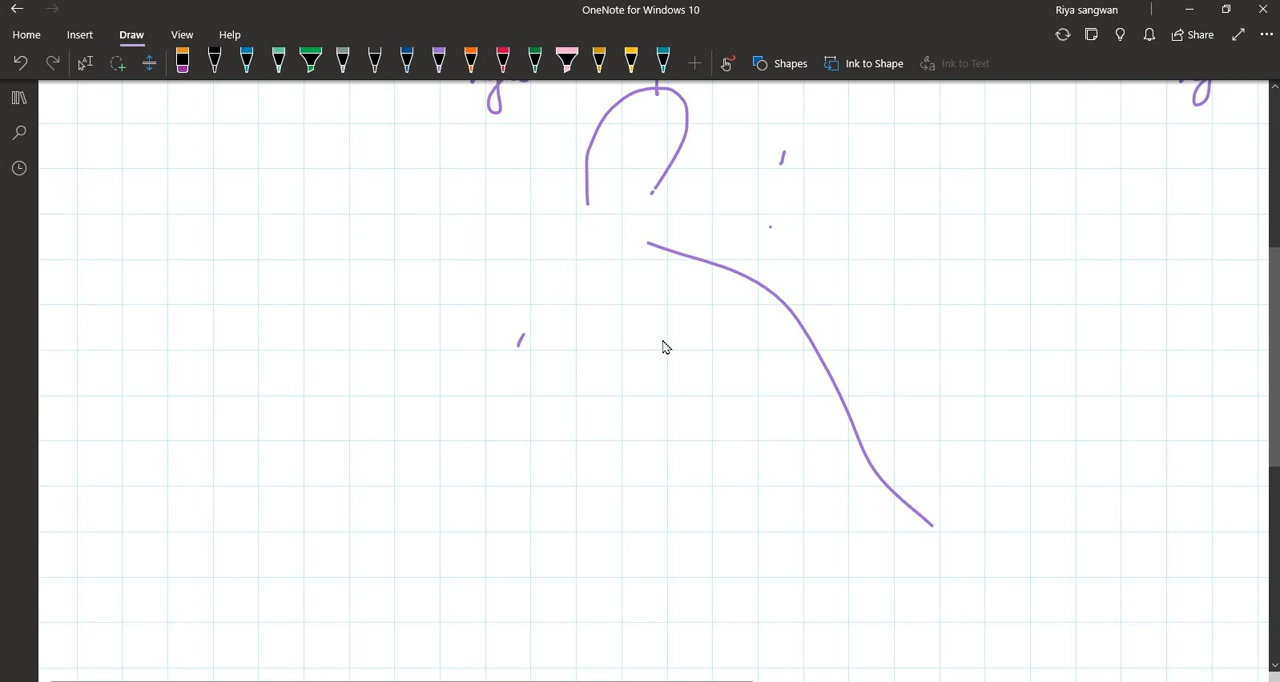 OneNote for Windows 10
Riya sangwan
Home Insert Draw View Help
Share
Shapes Ink to Shape Ink to Text